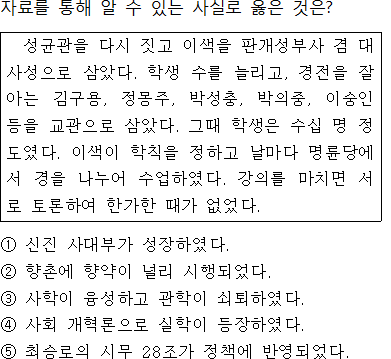 자료를 통해 알 수 있는 사실로 옳은 것은?
성균관을 다시 짓고 이색을 판개성부사 겸 대
사성으로 삼았다. 학생 수를 늘리고, 경전을 잘
아는 김구용, 정몽주, 박성충, 박의중, 이숭인
등을 교관으로 삼았다. 그때 학생은 수십 명 정
도였다. 이색이 학칙을 정하고 날마다 명륜당에
서 경을 나누어 수업하였다. 강의를 마치면 서
로 토론하여 한가한 때가 없었다.
① 신진 사대부가 성장하였다.
② 향촌에 향약이 널리 시행되었다.
③ 사학이 융성하고 관학이 쇠퇴하였다.
④ 사회 개혁론으로 실학이 등장하였다.
⑤ 최승로의 시무 28조가 정책에 반영되었다.